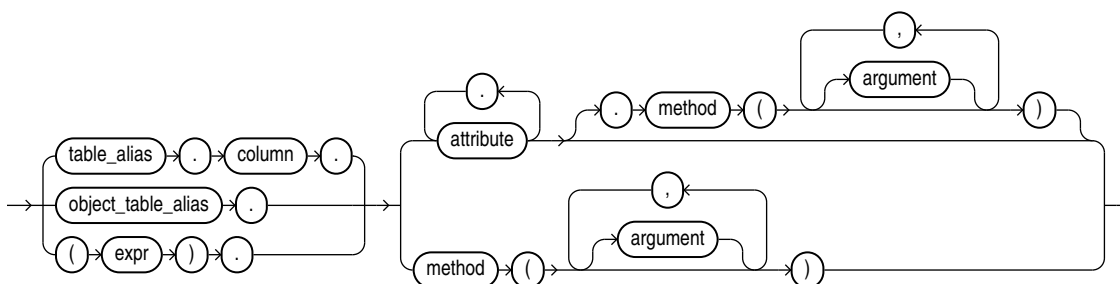 ,
argument
.
. method ( )
attribute
table_alias . column .
,
object_table_alias .
argument
( expr ) .
method ( )